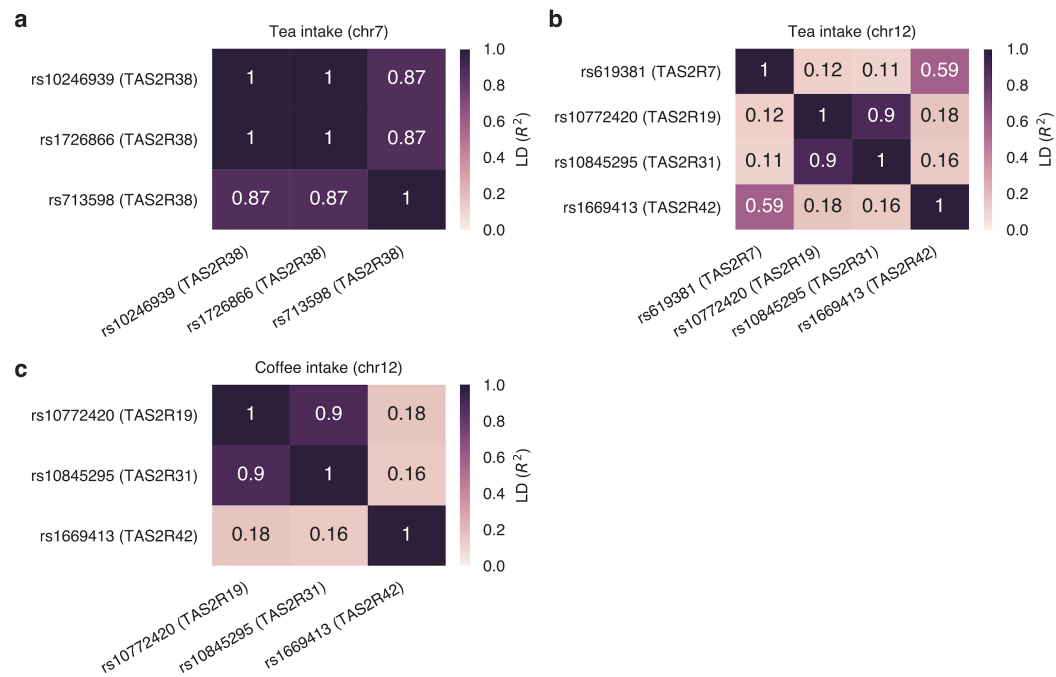 a
Tea intake (chr7)
rs10246939 (TAS2R38)
rs1726866 (TAS2R38)
rs713598 (TAS2R38)
1 1 0.87
1 1 0.87
0.87 0.87 1
rs10246939 (TAS2R38)
rs1726866 (TAS2R38)
rs713598 (TAS2R38)
1.0
0.8
0.6
0.4
0.2
0.0
LD (R²)
b
Tea intake (chr12)
rs619381 (TAS2R7)
rs10772420 (TAS2R19)
rs10845295 (TAS2R31)
rs1669413 (TAS2R42)
1 0.12 0.11 0.59
0.12 1 0.9 0.18
0.11 0.9 1 0.16
0.59 0.18 0.16 1
rs619381 (TAS2R7)
rs10772420 (TAS2R19)
rs10845295 (TAS2R31)
rs1669413 (TAS2R42)
1.0
0.8
0.6
0.4
0.2
0.0
LD (R²)
c
Coffee intake (chr12)
rs10772420 (TAS2R19)
rs10845295 (TAS2R31)
rs1669413 (TAS2R42)
1 0.9 0.18
0.9 1 0.16
0.18 0.16 1
rs10772420 (TAS2R19)
rs10845295 (TAS2R31)
rs1669413 (TAS2R42)
1.0
0.8
0.6
0.4
0.2
0.0
LD (R²)